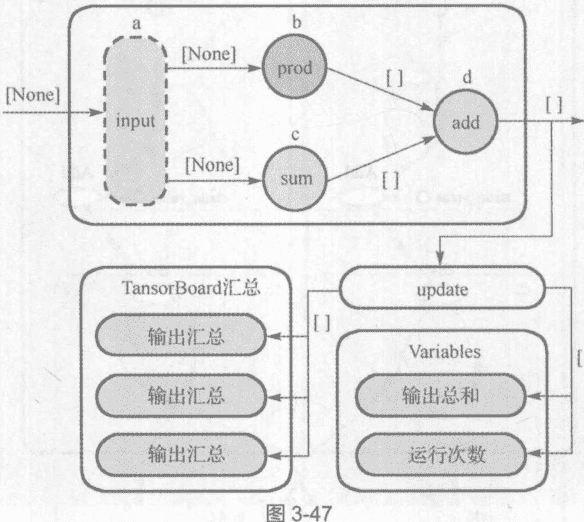 a
b
[None]
prod
[ ]
d
[None]
input
add
[ ]
[None]
c
sum
[ ]
TansorBoard汇总
update
输出汇总
[ ]
Variables
[
输出汇总
输出总和
输出汇总
运行次数
图 3-47